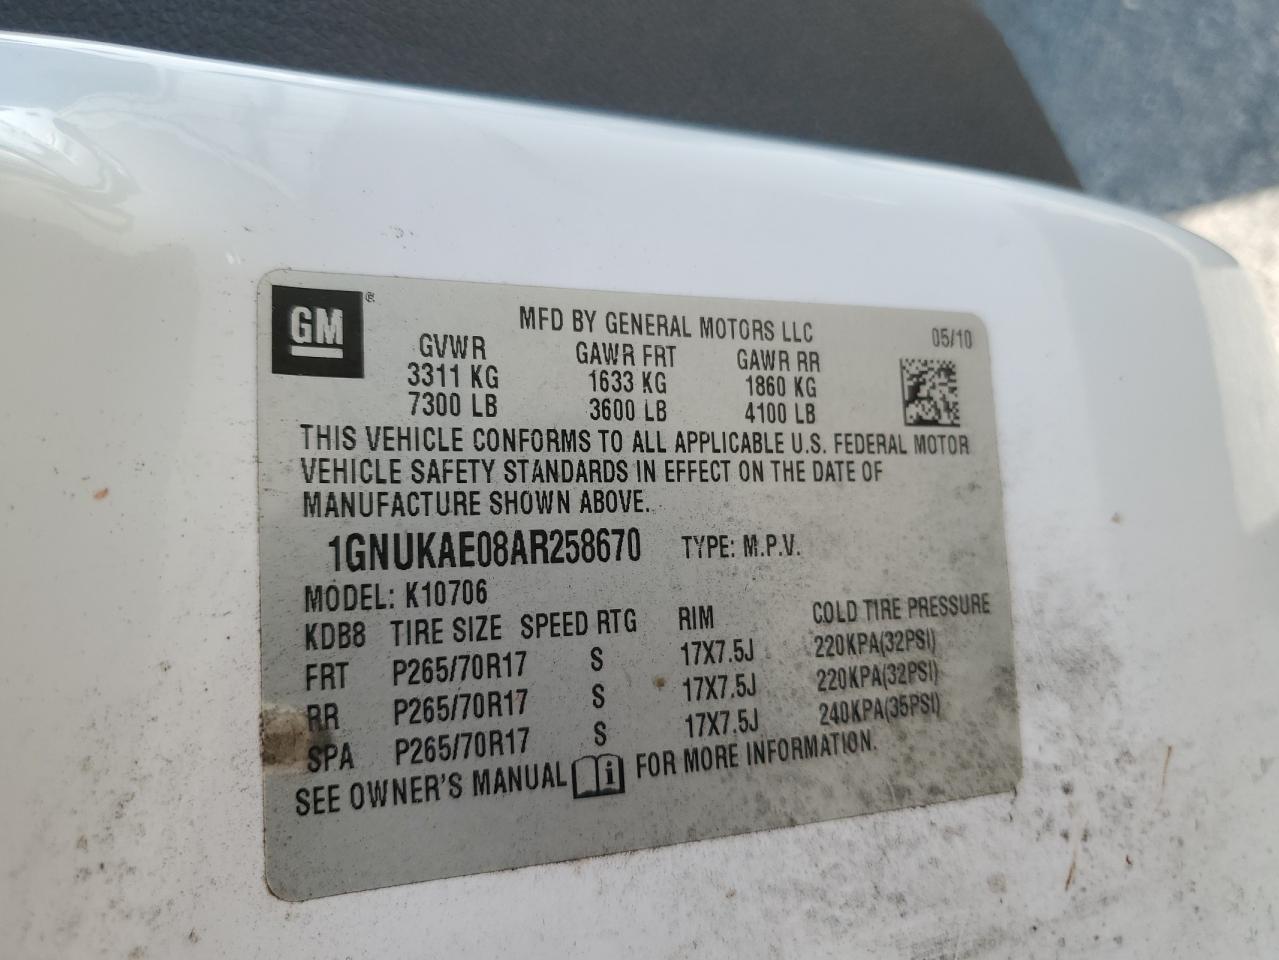 GM ®
MFD BY GENERAL MOTORS LLC 05/10
GVWR GAWR FRT GAWR RR
3311 KG 1633 KG 1860 KG
7300 LB 3600 LB 4100 LB
THIS VEHICLE CONFORMS TO ALL APPLICABLE U.S. FEDERAL MOTOR
VEHICLE SAFETY STANDARDS IN EFFECT ON THE DATE OF
MANUFACTURE SHOWN ABOVE.
1GNUKAE08AR258670 TYPE: M.P.V.
MODEL: K10706
KDB8 TIRE SIZE SPEED RTG RIM COLD TIRE PRESSURE
FRT P265/70R17 S 17X7.5J 220KPA(32PSI)
RR P265/70R17 S 17X7.5J 220KPA(32PSI)
SPA P265/70R17 S 17X7.5J 240KPA(35PSI)
SEE OWNER'S MANUAL i FOR MORE INFORMATION.